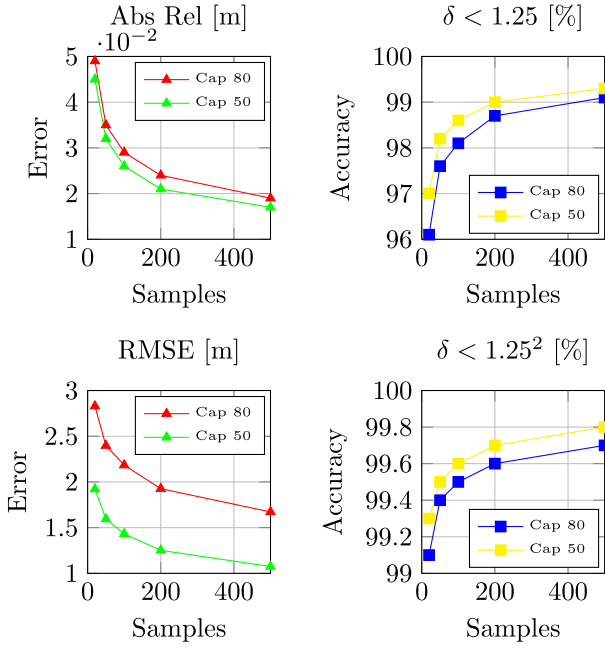 Abs Rel [m]
·10⁻²
5
4
3
2
1
0 200 400
Error
Samples
Cap 80
Cap 50
δ < 1.25 [%]
100
99
98
97
96
0 200 400
Accuracy
Samples
Cap 80
Cap 50
RMSE [m]
3
2.5
2
1.5
1
0 200 400
Error
Samples
Cap 80
Cap 50
δ < 1.25² [%]
100
99.8
99.6
99.4
99.2
99
0 200 400
Accuracy
Samples
Cap 80
Cap 50